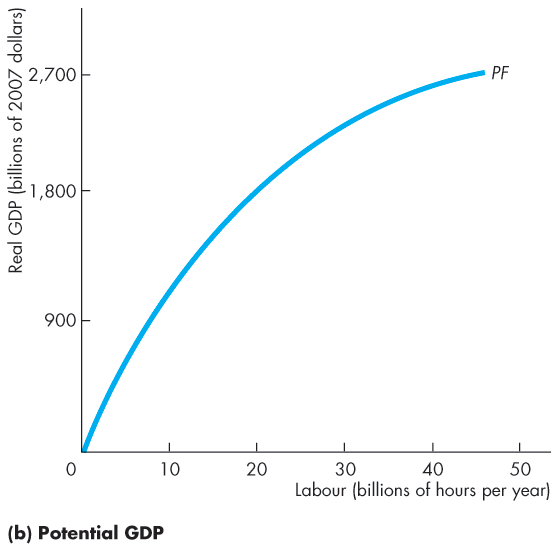 Real GDP (billions of 2007 dollars)
2,700
PF
1,800
900
0
10
20
30
40
50
Labour (billions of hours per year)
(b) Potential GDP